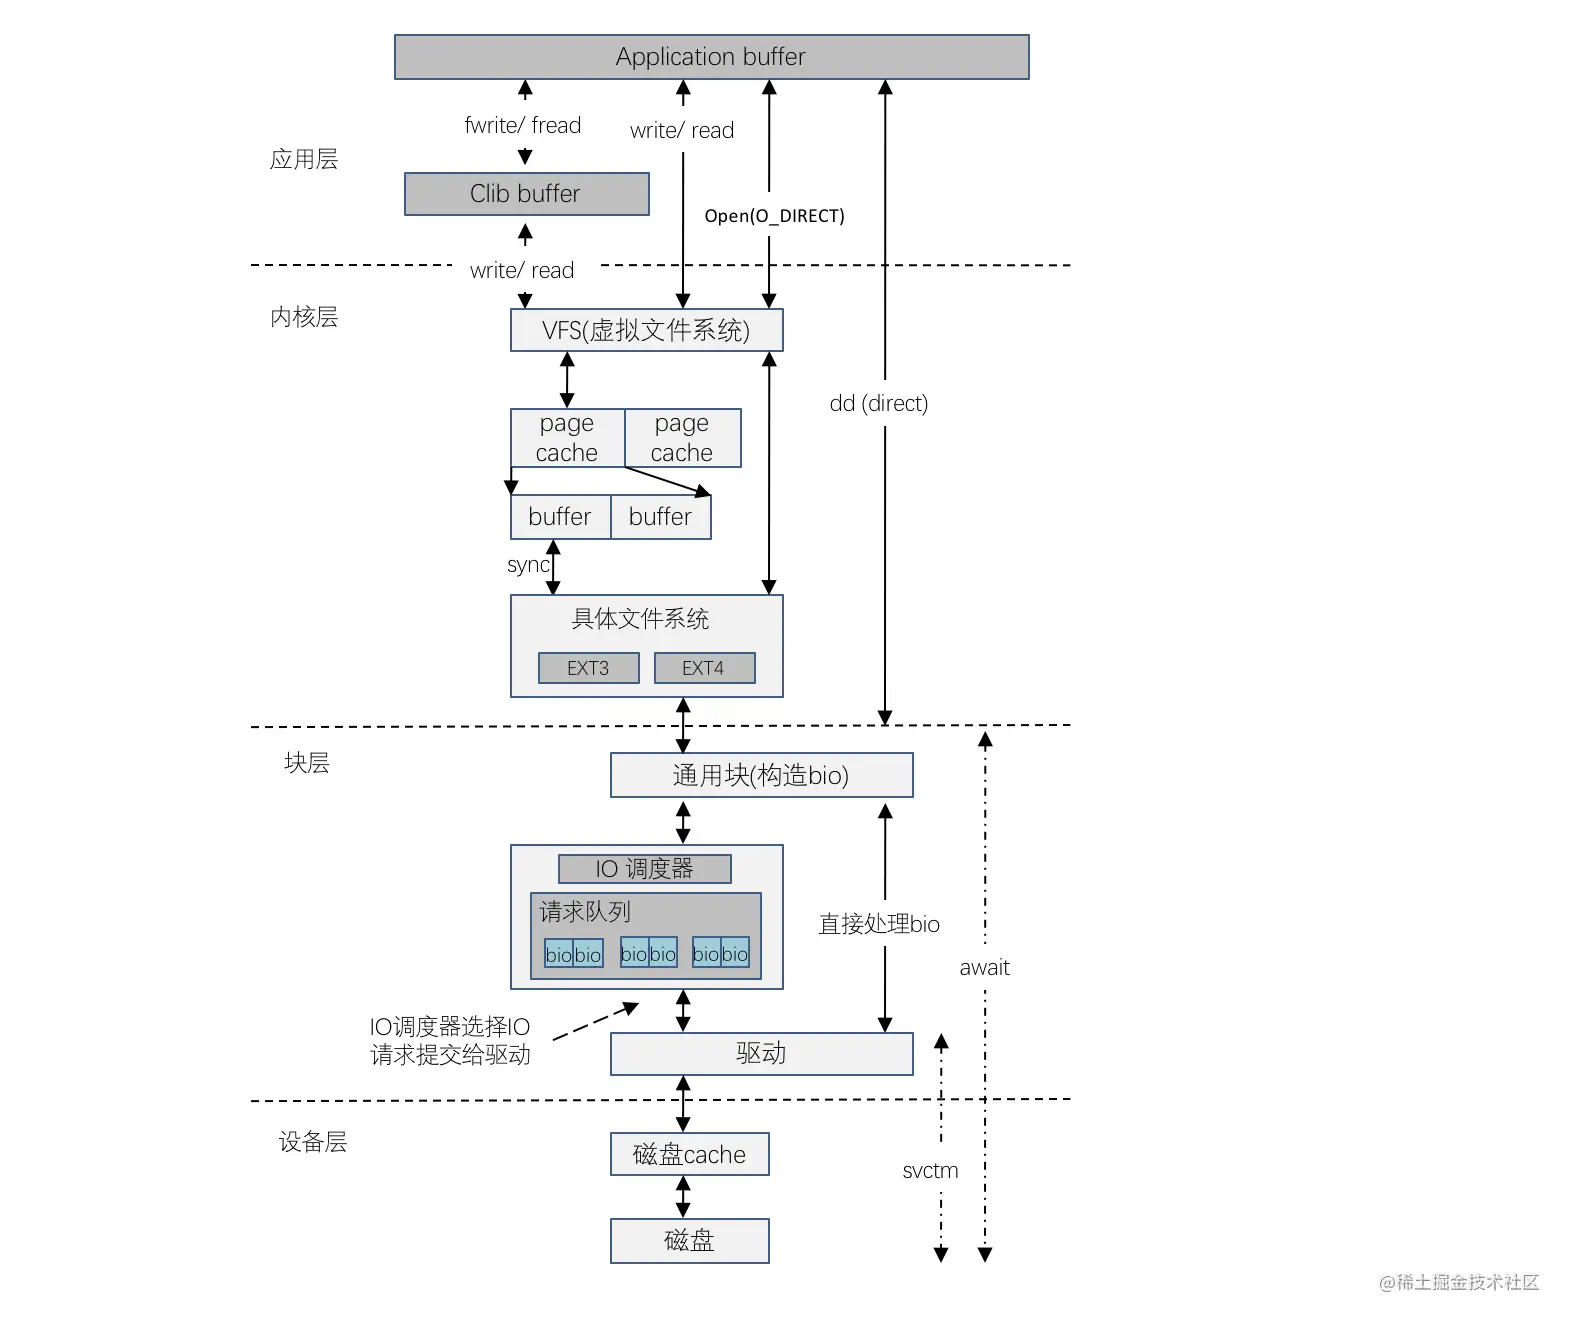 Application buffer
fwrite/ fread
write/ read
应用层
Clib buffer
Open(O_DIRECT)
write/ read
内核层
VFS(虚拟文件系统)
dd (direct)
page cache
page cache
buffer
buffer
sync
具体文件系统
EXT3
EXT4
块层
通用块(构造bio)
IO 调度器
请求队列
直接处理bio
bio
bio
bio
bio
bio
bio
await
IO调度器选择IO
请求提交给驱动
驱动
设备层
磁盘cache
svctm
磁盘
@稀土掘金技术社区